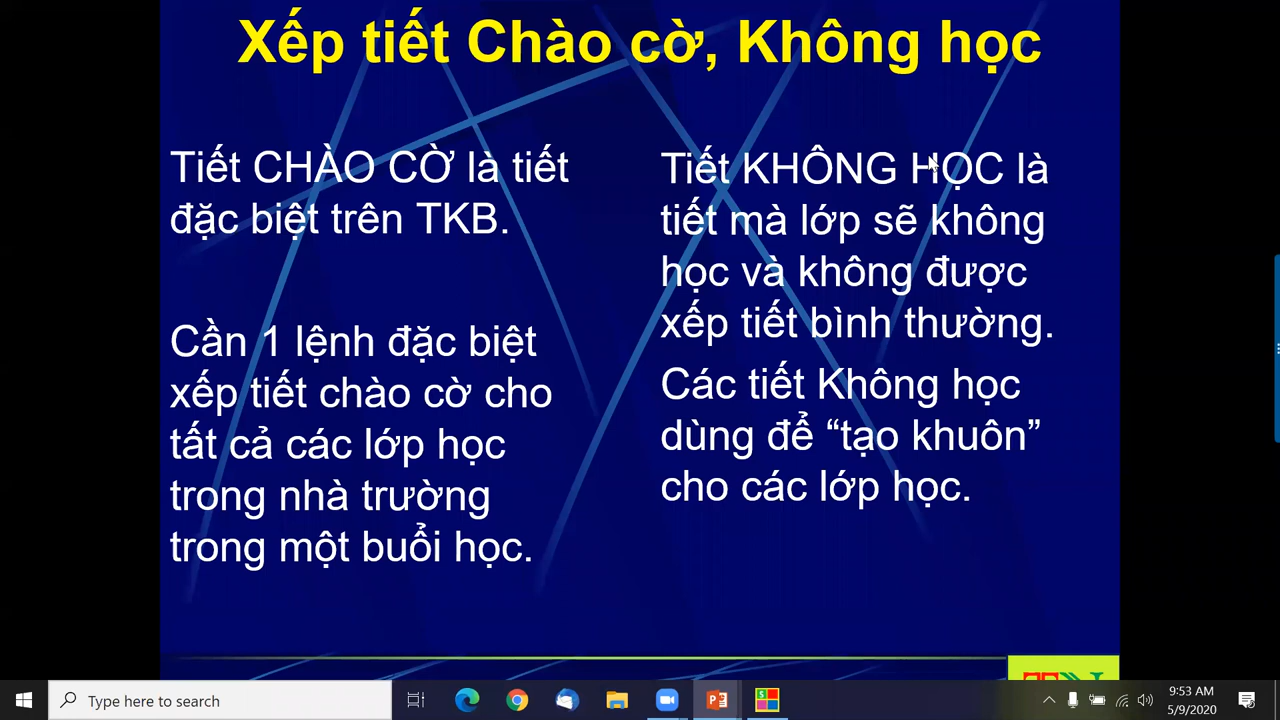 Xếp tiết Chào cờ, Không học
Tiết CHÀO CỜ là tiết
đặc biệt trên TKB.
Cần 1 lệnh đặc biệt
xếp tiết chào cờ cho
tất cả các lớp học
trong nhà trường
trong một buổi học.
Tiết KHÔNG HỌC là
tiết mà lớp sẽ không
học và không được
xếp tiết bình thường.
Các tiết Không học
dùng để “tạo khuôn”
cho các lớp học.
Type here to search
9:53 AM
5/9/2020